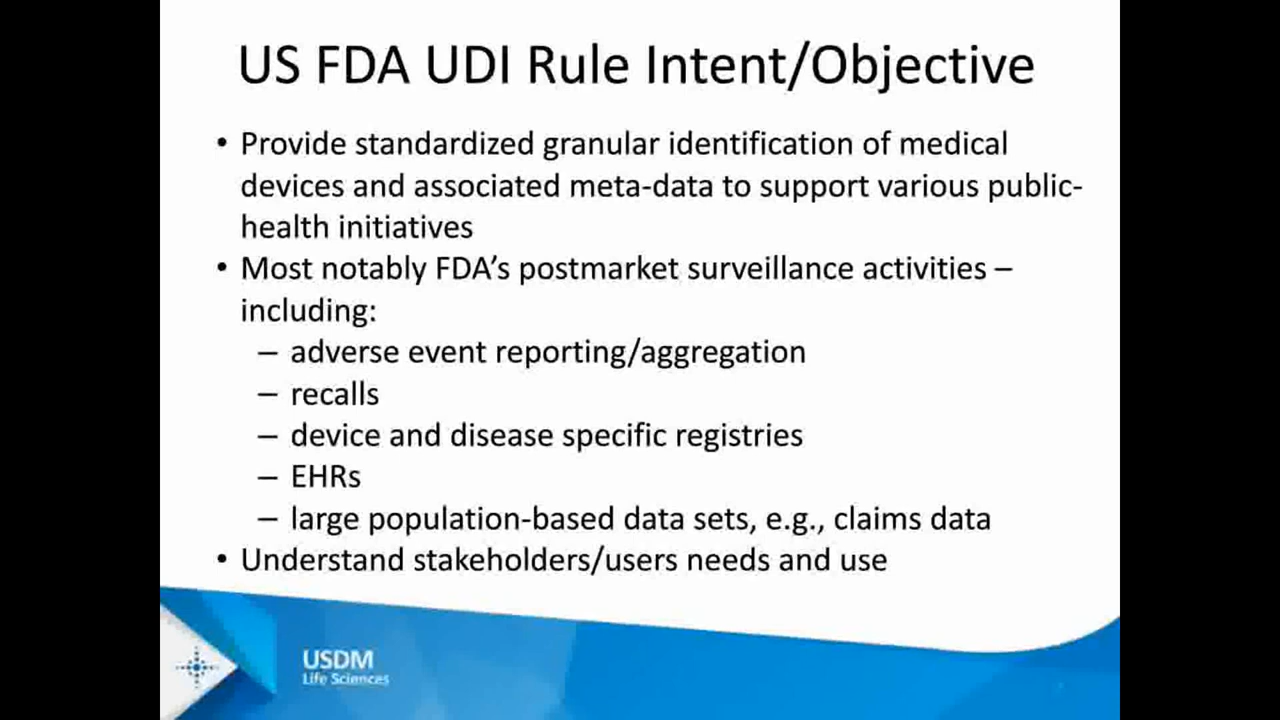 US FDA UDI Rule Intent/Objective
• Provide standardized granular identification of medical
devices and associated meta-data to support various public-
health initiatives
• Most notably FDA’s postmarket surveillance activities –
including:
– adverse event reporting/aggregation
– recalls
– device and disease specific registries
– EHRs
– large population-based data sets, e.g., claims data
• Understand stakeholders/users needs and use
USDM
Life Sciences